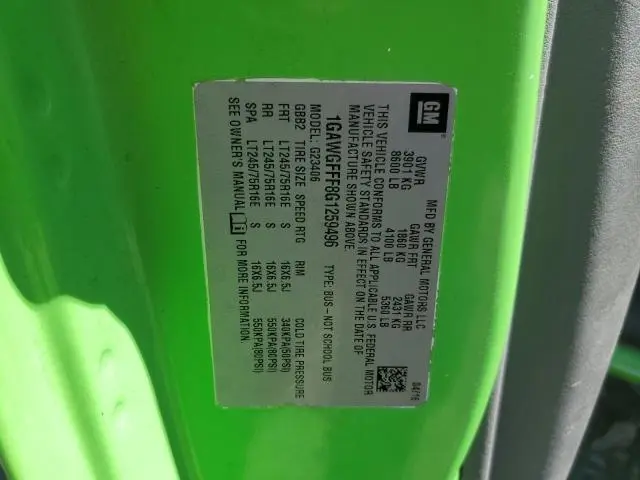 GM
MFD BY GENERAL MOTORS LLC 04/16
GVWR GAWR FRT GAWR RR
3901 KG 1860 KG 2431 KG
8600 LB 4100 LB 5360 LB
THIS VEHICLE CONFORMS TO ALL APPLICABLE U.S. FEDERAL MOTOR
VEHICLE SAFETY STANDARDS IN EFFECT ON THE DATE OF
MANUFACTURE SHOWN ABOVE.
1GAWGFFF8G1259496 TYPE: BUS-NOT SCHOOL BUS
MODEL: G23406
GBB2 TIRE SIZE SPEED RTG RIM COLD TIRE PRESSURE
FRT LT245/75R16E S 16X6.5J 340KPA(50PSI)
RR LT245/75R16E S 16X6.5J 550KPA(80PSI)
SPA LT245/75R16E S 16X6.5J 550KPA(80PSI)
SEE OWNER'S MANUAL FOR MORE INFORMATION.